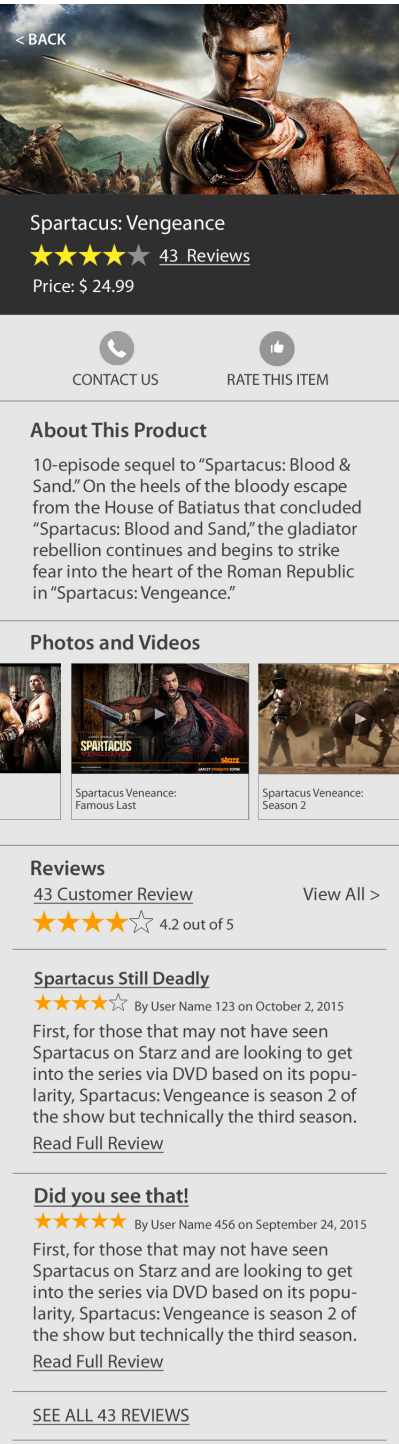 < BACK
Spartacus: Vengeance
43 Reviews
Price: $ 24.99
CONTACT US
RATE THIS ITEM
About This Product
10-episode sequel to “Spartacus: Blood &
Sand.” On the heels of the bloody escape
from the House of Batiatus that concluded
“Spartacus: Blood and Sand,” the gladiator
rebellion continues and begins to strike
fear into the heart of the Roman Republic
in “Spartacus: Vengeance.”
Photos and Videos
SPARTACUS
VENGEANCE
starz
JAN 27 FRIDAYS 10PM
Spartacus Veneance:
Famous Last
Spartacus Veneance:
Season 2
Reviews
43 Customer Review
View All >
4.2 out of 5
Spartacus Still Deadly
By User Name 123 on October 2, 2015
First, for those that may not have seen
Spartacus on Starz and are looking to get
into the series via DVD based on its popu-
larity, Spartacus: Vengeance is season 2 of
the show but technically the third season.
Read Full Review
Did you see that!
By User Name 456 on September 24, 2015
First, for those that may not have seen
Spartacus on Starz and are looking to get
into the series via DVD based on its popu-
larity, Spartacus: Vengeance is season 2 of
the show but technically the third season.
Read Full Review
SEE ALL 43 REVIEWS